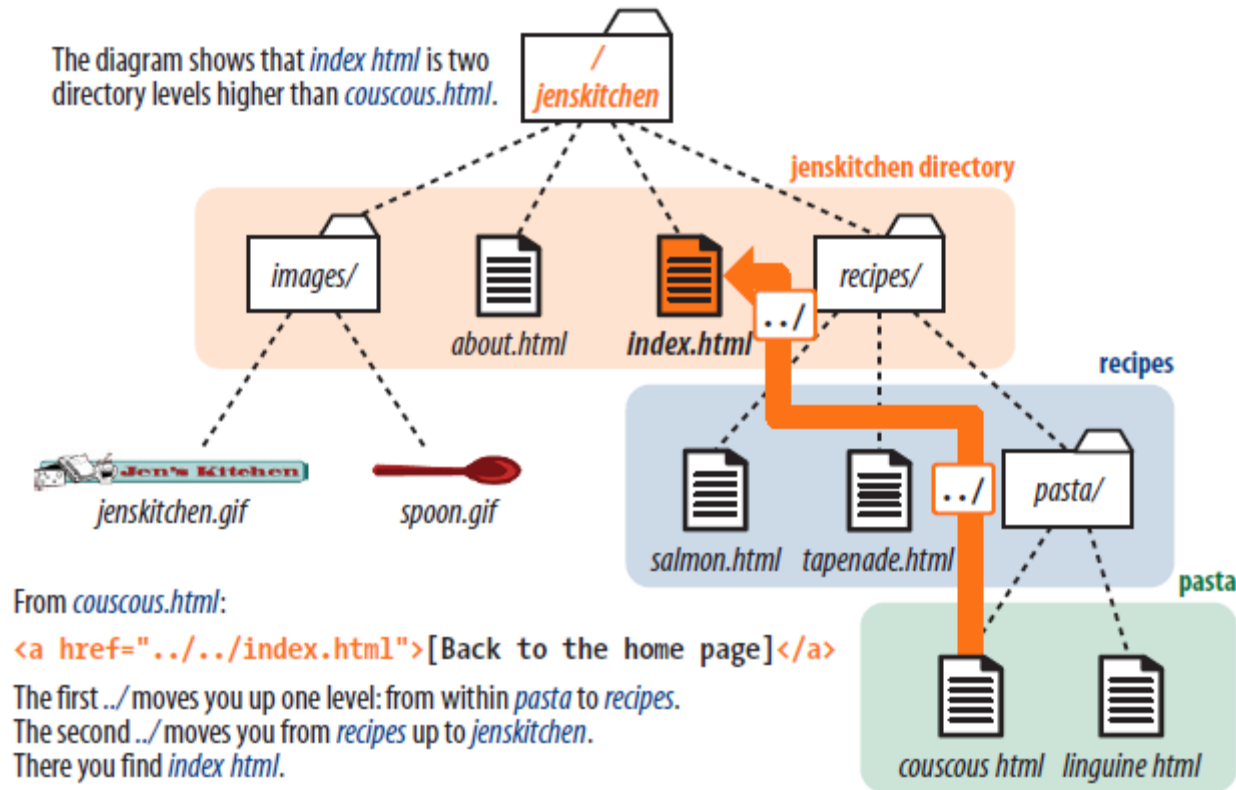 The diagram shows that index html is two
directory levels higher than couscous.html.
/
jenskitchen
jenskitchen directory
images/
about.html
index.html
../
recipes/
recipes
Jen's Kitchen
jenskitchen.gif
spoon.gif
salmon.html
tapenade.html
../
pasta/
pasta
couscous html
linguine html
From couscous.html:
<a href="../../index.html">[Back to the home page]</a>
The first ../ moves you up one level: from within pasta to recipes.
The second ../ moves you from recipes up to jenskitchen.
There you find index html.